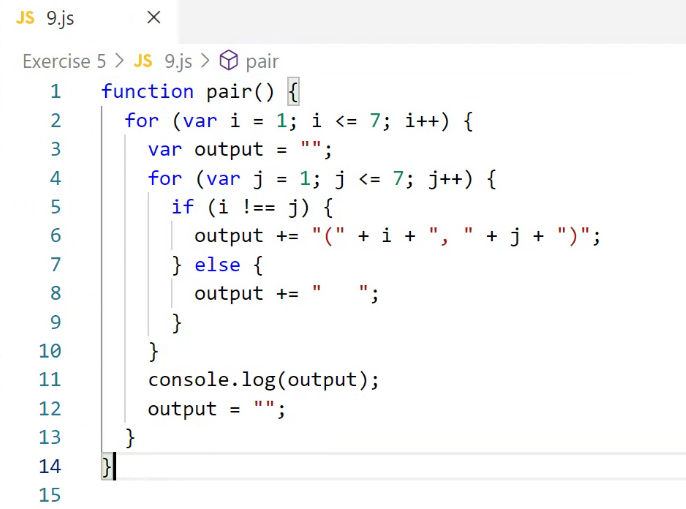 JS 9.js ×
Exercise 5 > JS 9.js > pair
1 function pair() {
2   for (var i = 1; i <= 7; i++) {
3     var output = "";
4     for (var j = 1; j <= 7; j++) {
5       if (i !== j) {
6         output += "(" + i + ", " + j + ")";
7       } else {
8         output += "   ";
9       }
10     }
11     console.log(output);
12     output = "";
13   }
14 }
15